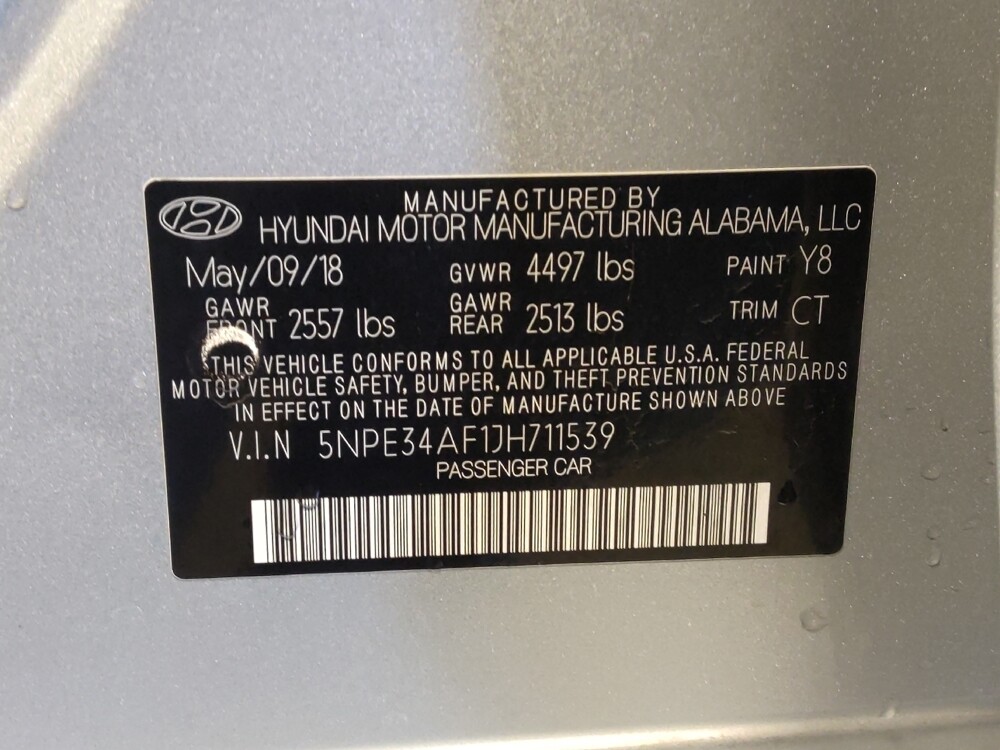 MANUFACTURED BY
HYUNDAI MOTOR MANUFACTURING ALABAMA, LLC
May/09/18 GVWR 4497 lbs PAINT Y8
GAWR FRONT 2557 lbs GAWR REAR 2513 lbs TRIM CT
THIS VEHICLE CONFORMS TO ALL APPLICABLE U.S.A. FEDERAL
MOTOR VEHICLE SAFETY, BUMPER, AND THEFT PREVENTION STANDARDS
IN EFFECT ON THE DATE OF MANUFACTURE SHOWN ABOVE
V.I.N 5NPE34AF1JH711539
PASSENGER CAR